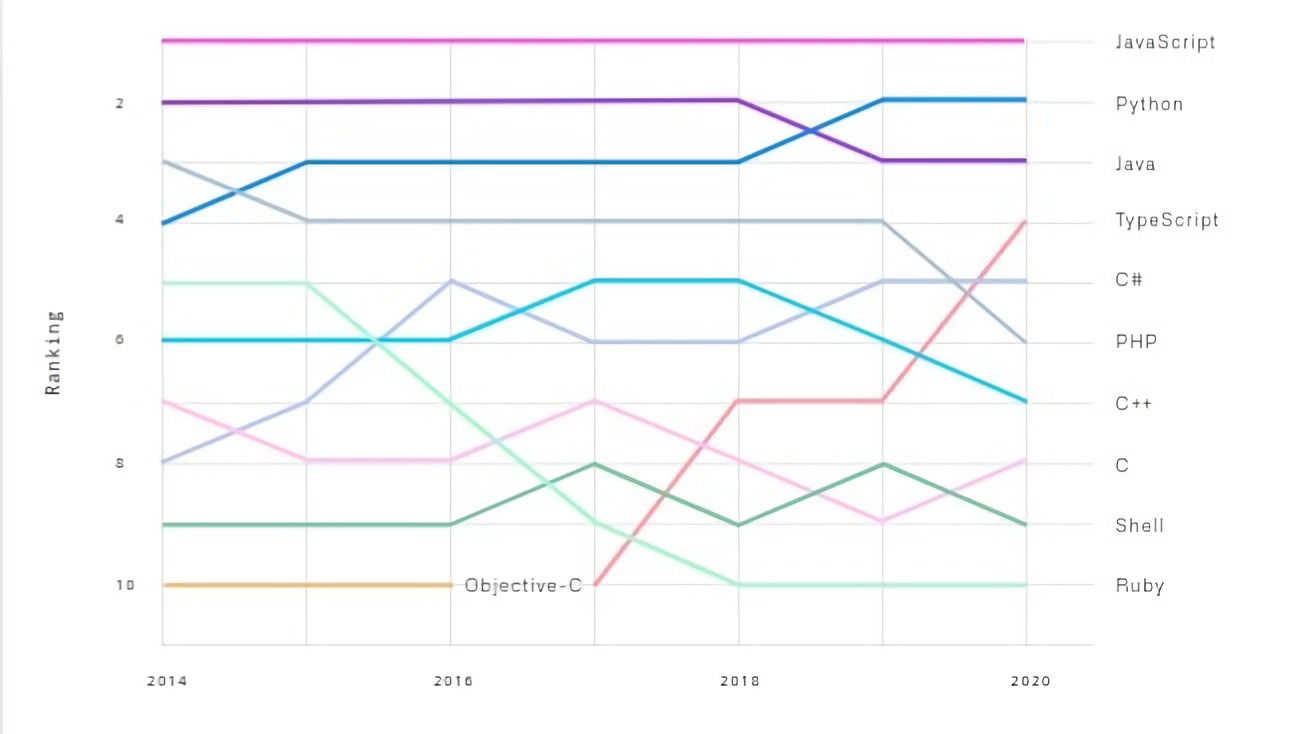 JavaScript
2
Python
Java
4
TypeScript
C#
Ranking
6
PHP
C++
8
C
Shell
10
Objective-C
Ruby
2014
2016
2018
2020